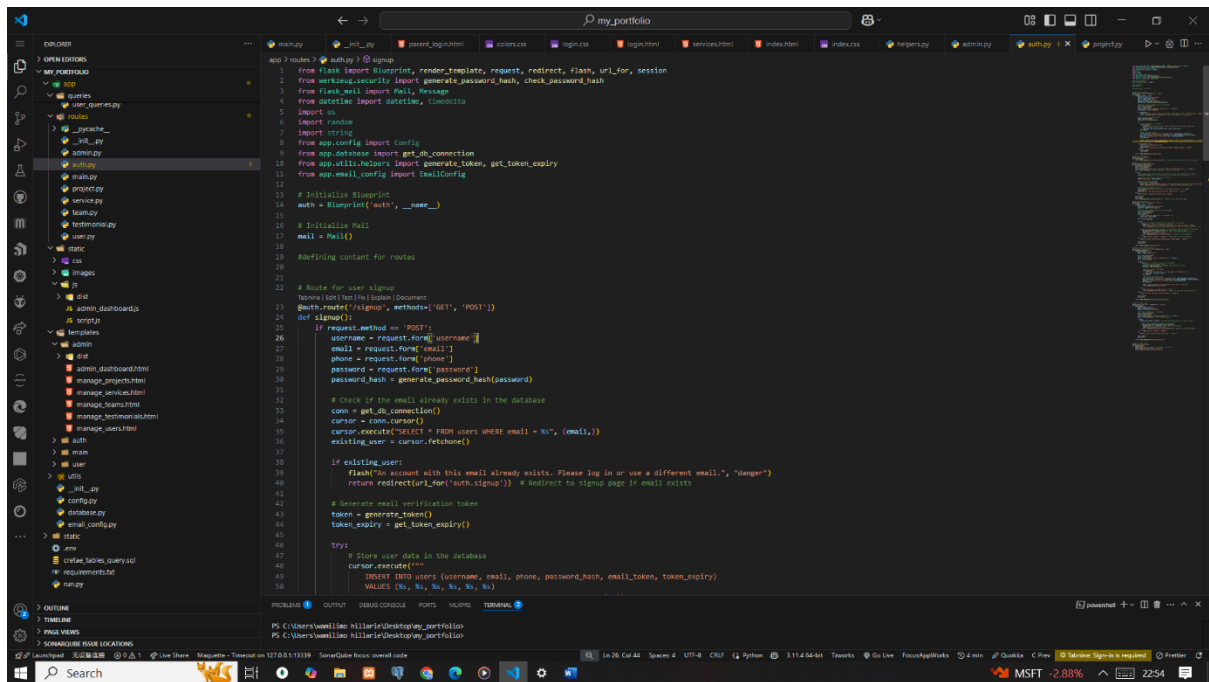 my_portfolio
EXPLORER
main.py
__init__.py
parent_login.html
colors.css
login.css
login.html
services.html
index.html
index.css
helpers.py
admin.py
auth.py 1
project.py
OPEN EDITORS
MY_PORTFOLIO
app
queries
user_queries.py
routes
__pycache__
__init__.py
admin.py
auth.py 1
main.py
project.py
service.py
team.py
testimonial.py
user.py
static
css
images
js
dist
admin_dashboard.js
script.js
templates
admin
dist
admin_dashboard.html
manage_projects.html
manage_services.html
manage_teams.html
manage_testimonials.html
manage_users.html
auth
main
user
utils
__init__.py
config.py
database.py
email_config.py
static
.env
cretae_tables_query.sql
requirements.txt
run.py
OUTLINE
TIMELINE
PAGE VIEWS
SONARQUBE ISSUE LOCATIONS
app > routes > auth.py > signup
1 from flask import Blueprint, render_template, request, redirect, flash, url_for, session
2 from werkzeug.security import generate_password_hash, check_password_hash
3 from flask_mail import Mail, Message
4 from datetime import datetime, timedelta
5 import os
6 import random
7 import string
8 from app.config import Config
9 from app.database import get_db_connection
10 from app.utils.helpers import generate_token, get_token_expiry
11 from app.email_config import EmailConfig
12
13 # Initialize Blueprint
14 auth = Blueprint('auth', __name__)
15
16 # Initialize Mail
17 mail = Mail()
18
19 #defining contant for routes
20
21
22 # Route for user signup
Tabnine | Edit | Test | Fix | Explain | Document
23 @auth.route('/signup', methods=['GET', 'POST'])
24 def signup():
25 if request.method == 'POST':
26 username = request.form['username']
27 email = request.form['email']
28 phone = request.form['phone']
29 password = request.form['password']
30 password_hash = generate_password_hash(password)
31
32 # Check if the email already exists in the database
33 conn = get_db_connection()
34 cursor = conn.cursor()
35 cursor.execute("SELECT * FROM users WHERE email = %s", (email,))
36 existing_user = cursor.fetchone()
37
38 if existing_user:
39 flash("An account with this email already exists. Please log in or use a different email.", "danger")
40 return redirect(url_for('auth.signup')) # Redirect to signup page if email exists
41
42 # Generate email verification token
43 token = generate_token()
44 token_expiry = get_token_expiry()
45
46 try:
47 # Store user data in the database
48 cursor.execute("""
49 INSERT INTO users (username, email, phone, password_hash, email_token, token_expiry)
50 VALUES (%s, %s, %s, %s, %s, %s)
PROBLEMS 1 OUTPUT DEBUG CONSOLE PORTS MLXPRS TERMINAL 2
powershell
PS C:\Users\wamilimo hillarie\Desktop\my_portfolio>
PS C:\Users\wamilimo hillarie\Desktop\my_portfolio>
Launchpad 0 1 Live Share Maquette - Timeout on 127.0.0.1:13339 SonarQube focus: overall code Ln 26, Col 44 Spaces: 4 UTF-8 CRLF Python 3.11.4 64-bit Tsworks Go Live FocusAppWorks 4 min Quokka C Prev Tabnine: Sign-in is required Prettier
Search
MSFT -2.88%
22:54